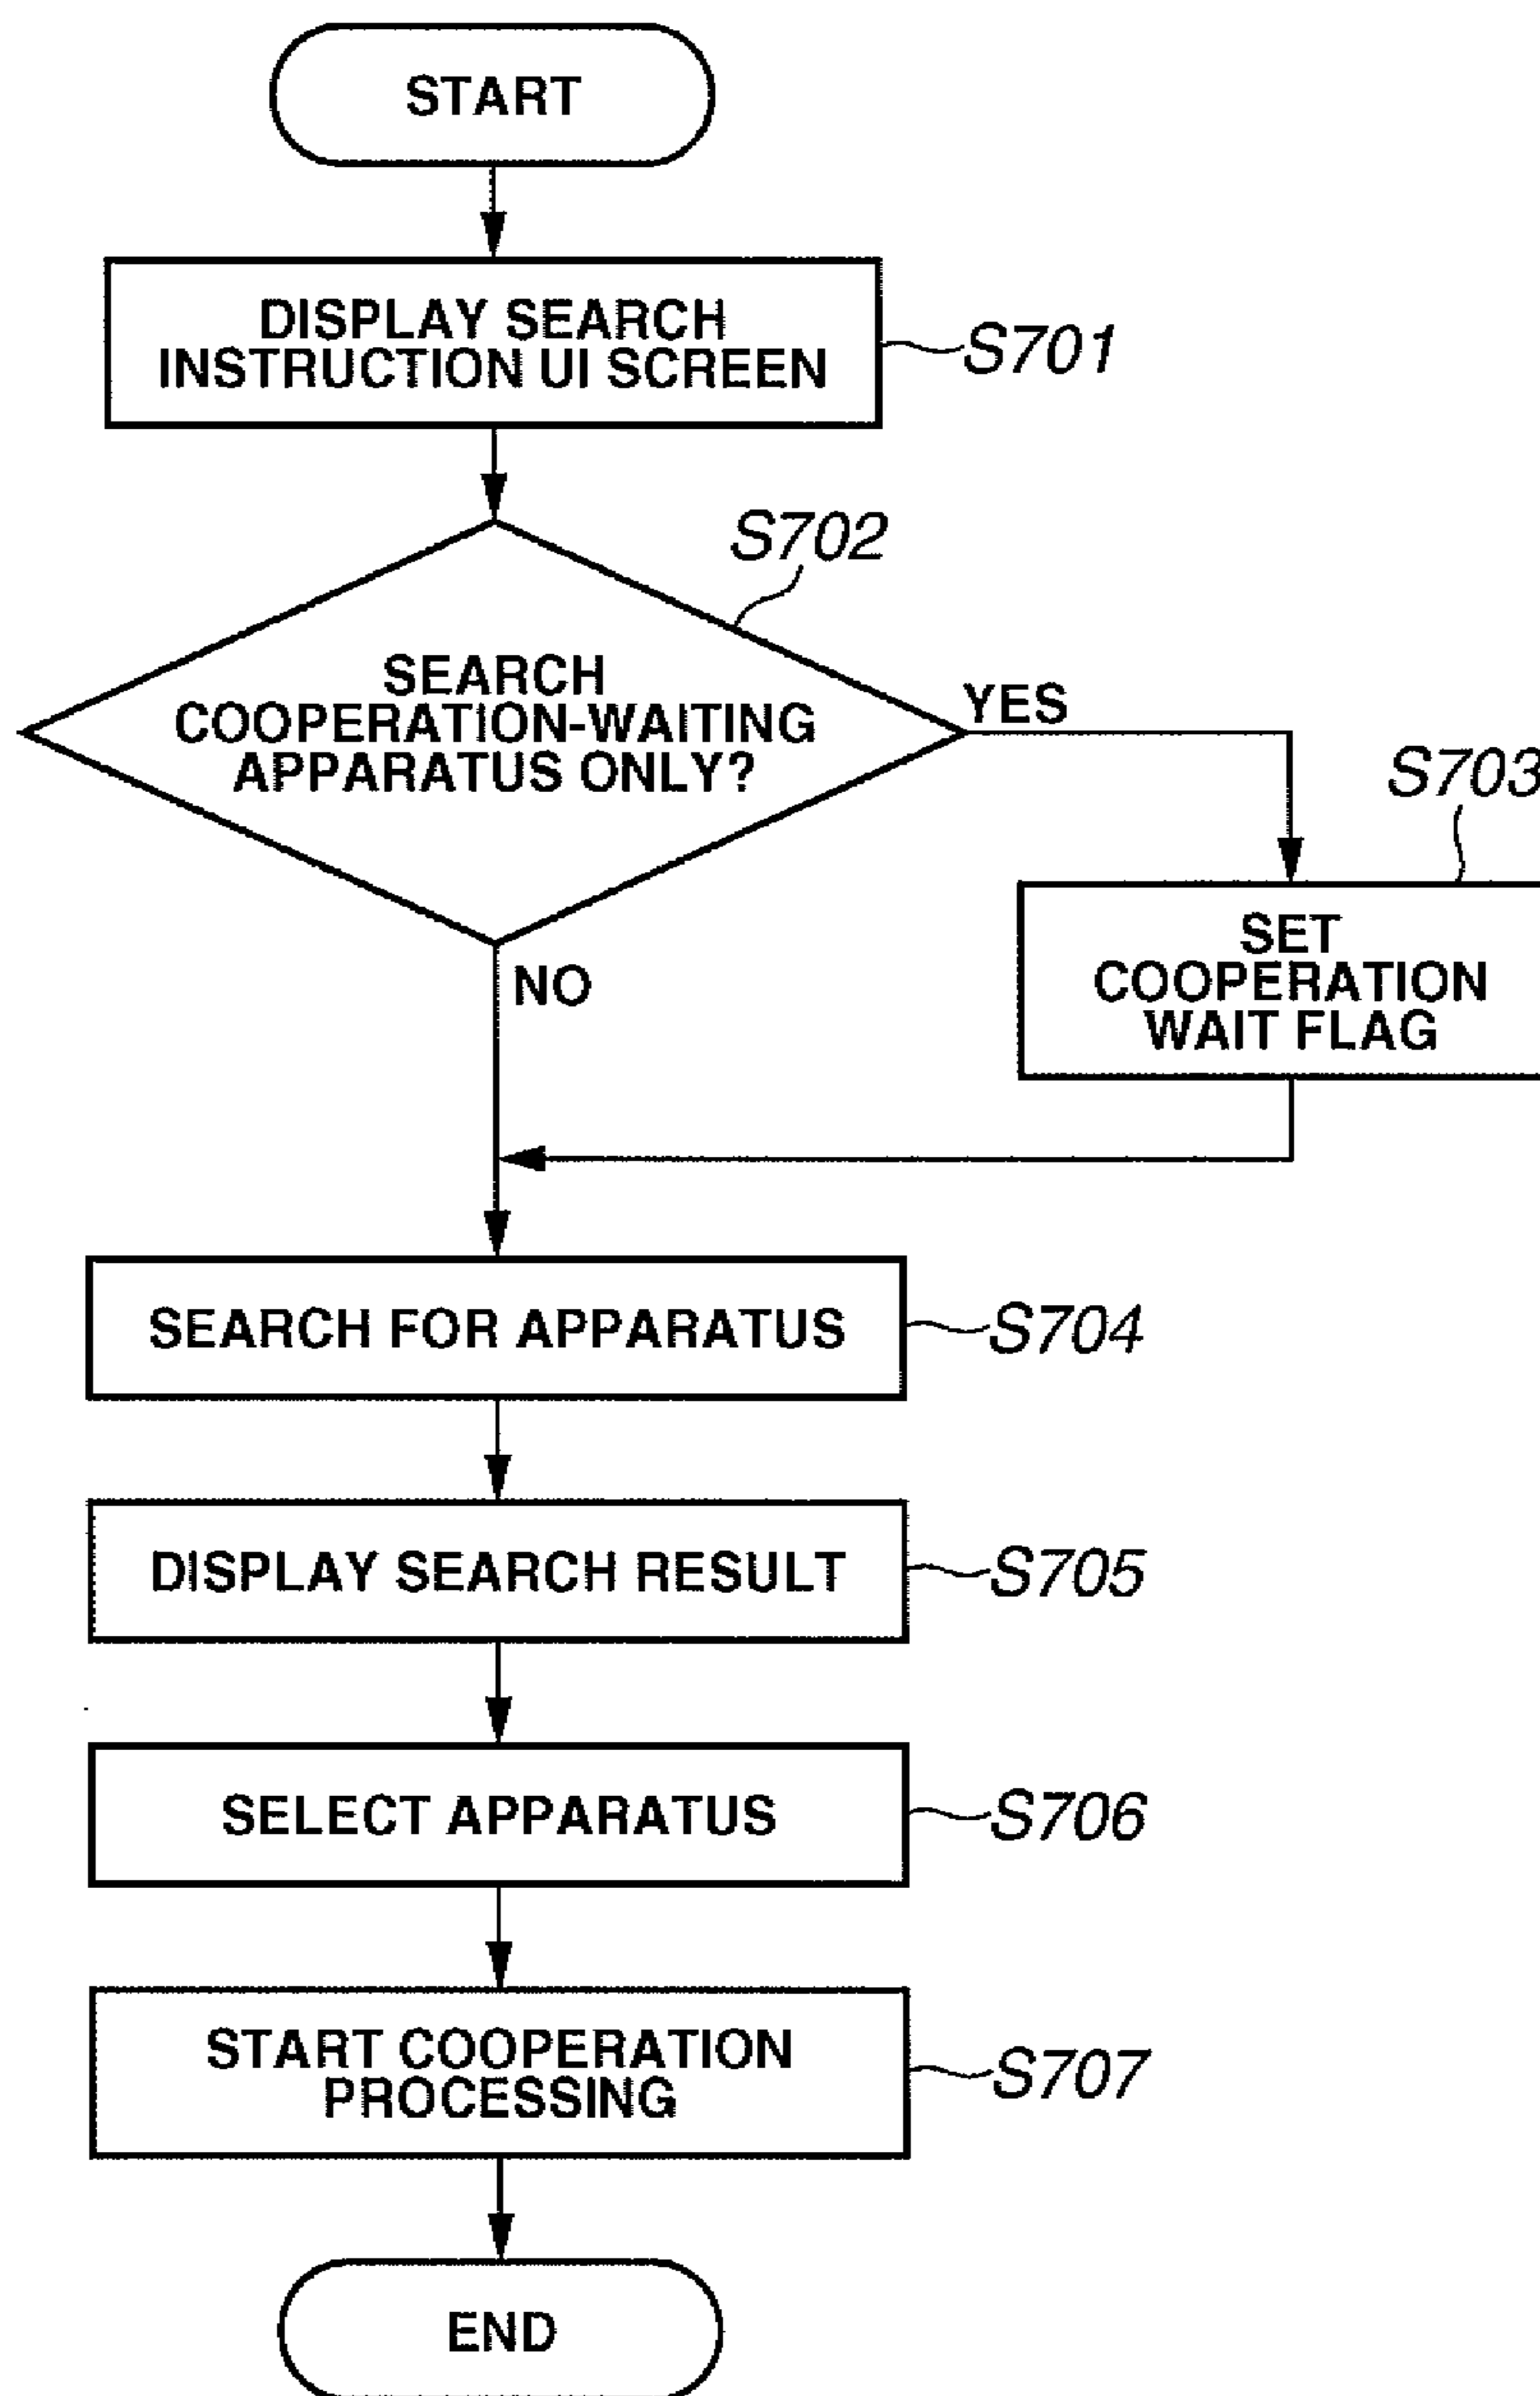 START
DISPLAY SEARCH
INSTRUCTION UI SCREEN
S701
S702
SEARCH
COOPERATION-WAITING
APPARATUS ONLY?
YES
S703
SET
COOPERATION
WAIT FLAG
NO
SEARCH FOR APPARATUS
S704
DISPLAY SEARCH RESULT
S705
SELECT APPARATUS
S706
START COOPERATION
PROCESSING
S707
END